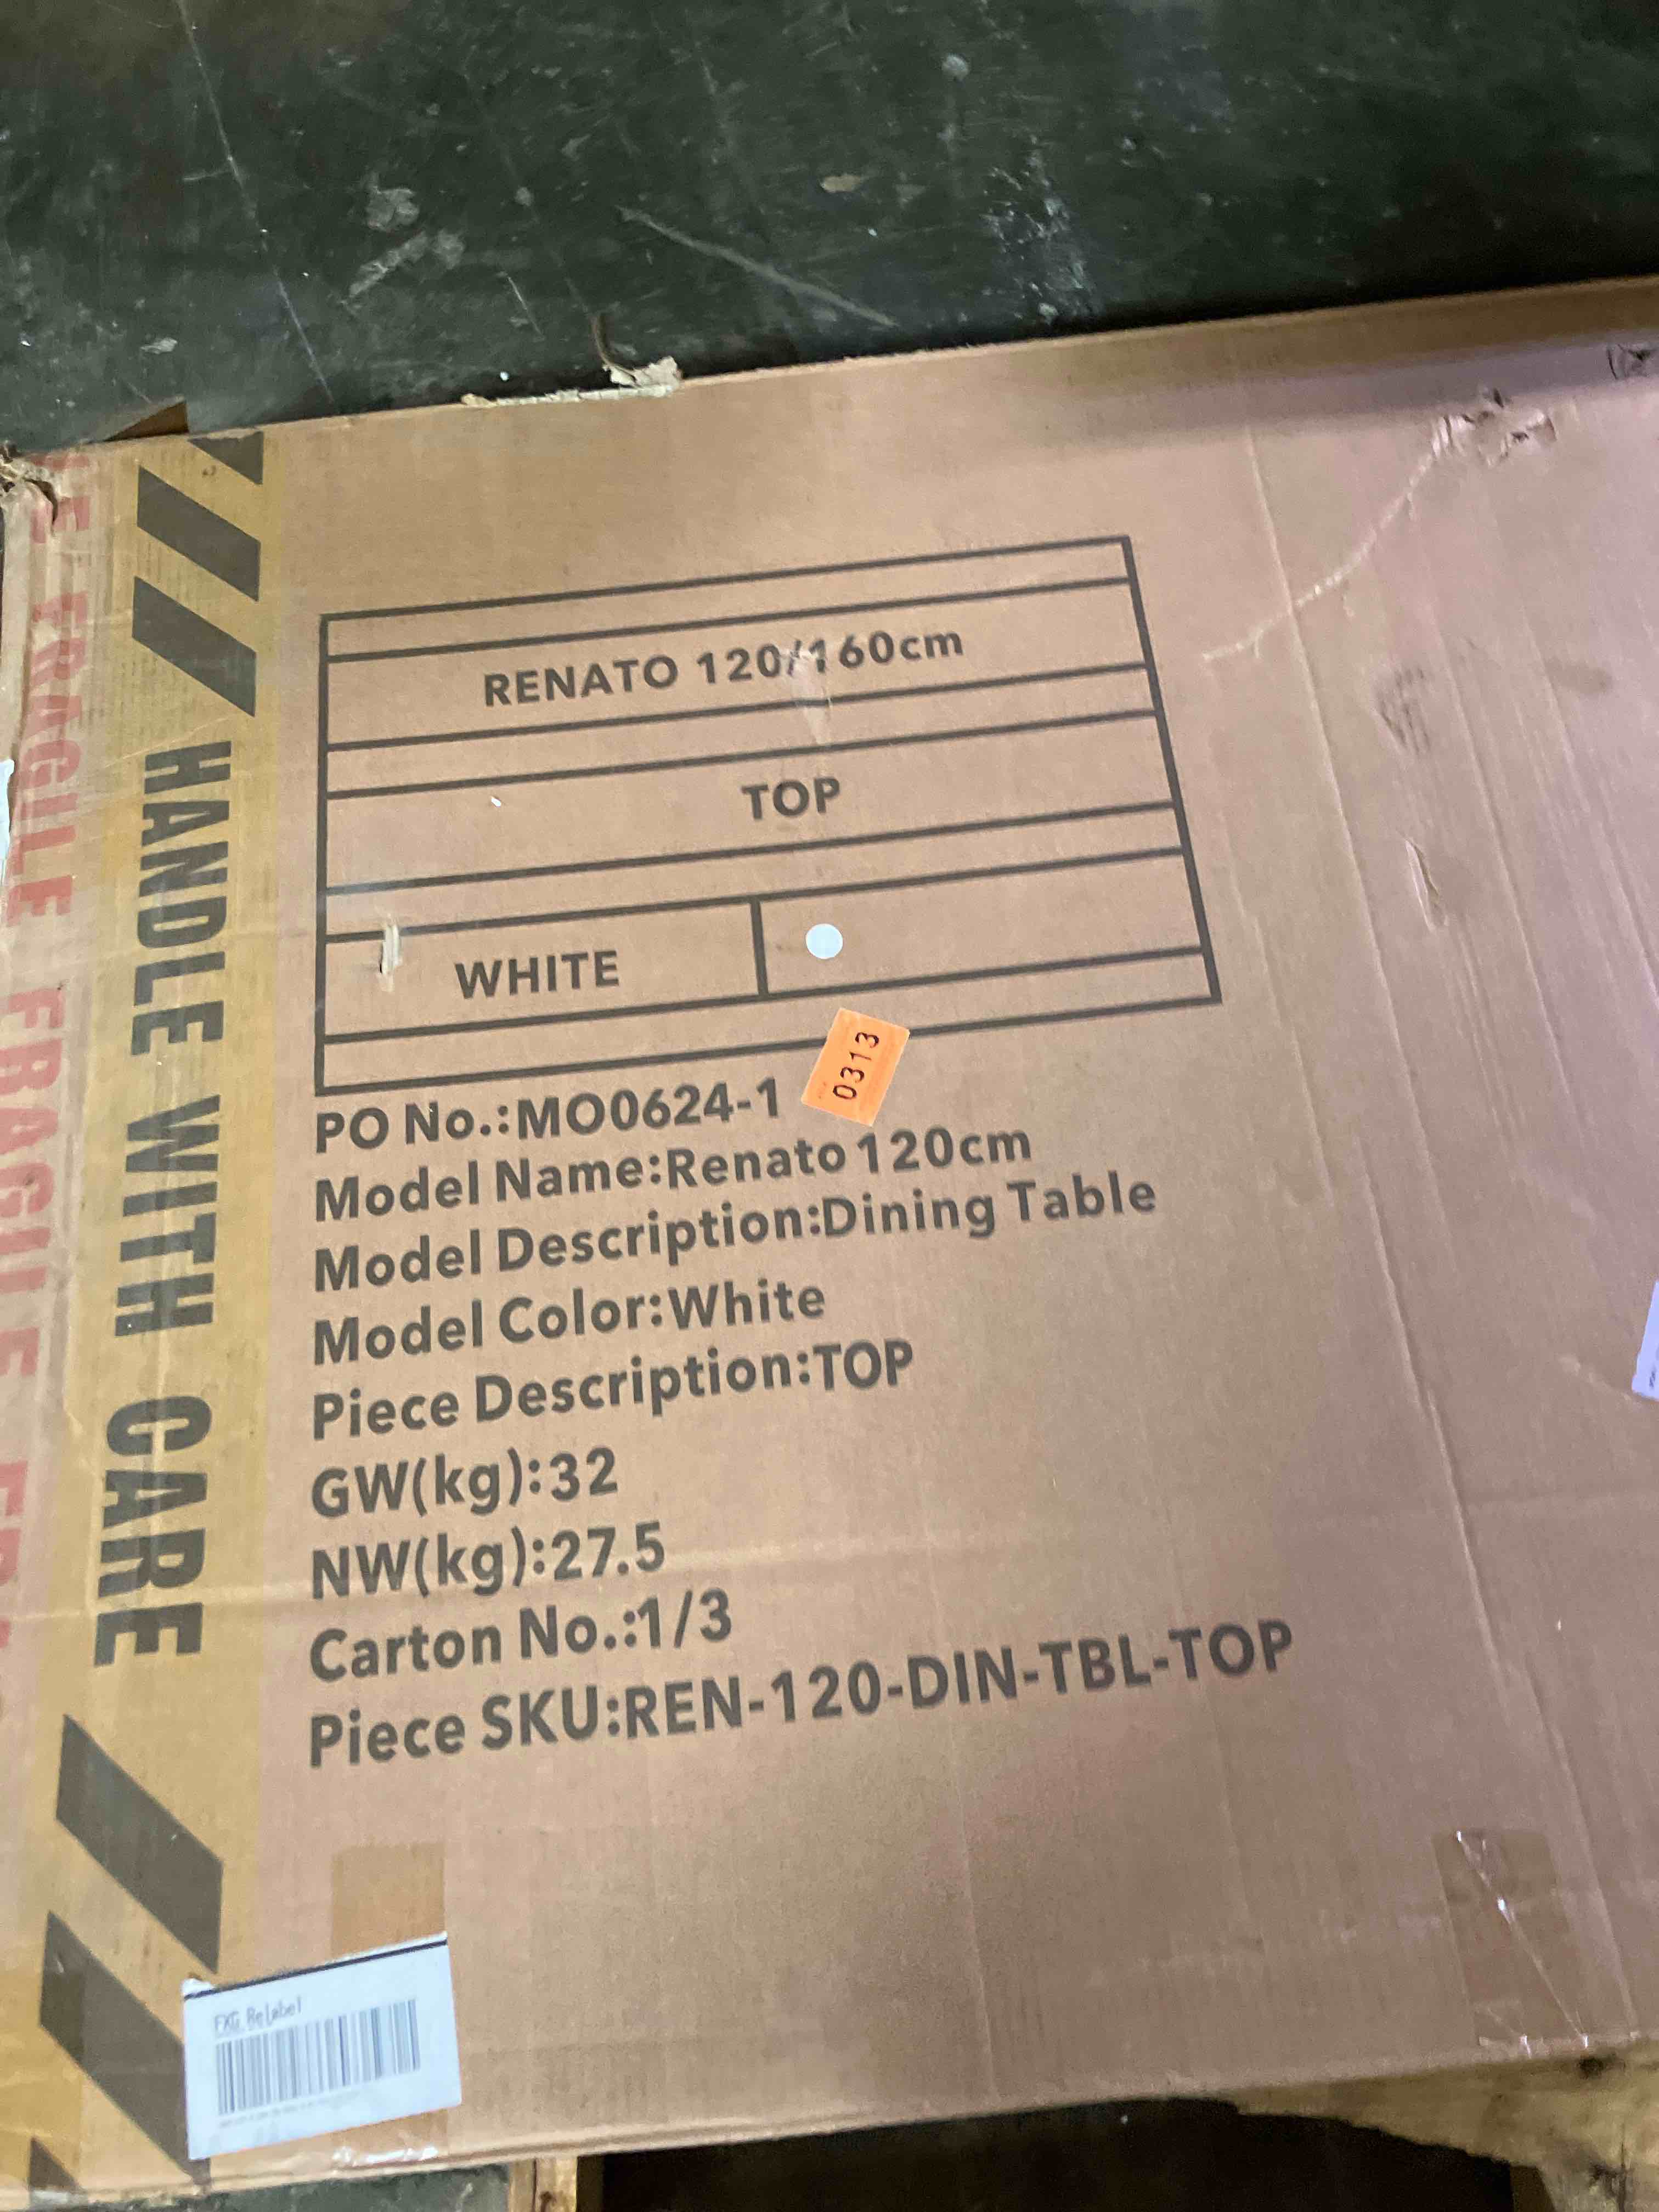 RENATO 120/160cm
TOP
WHITE
0313
PO No.:MO0624-1
Model Name:Renato 120cm
Model Description:Dining Table
Model Color:White
Piece Description:TOP
GW(kg):32
NW(kg):27.5
Carton No.:1/3
Piece SKU:REN-120-DIN-TBL-TOP
HANDLE WITH CARE
FRAGILE FRAGILE
FXG ReLabel